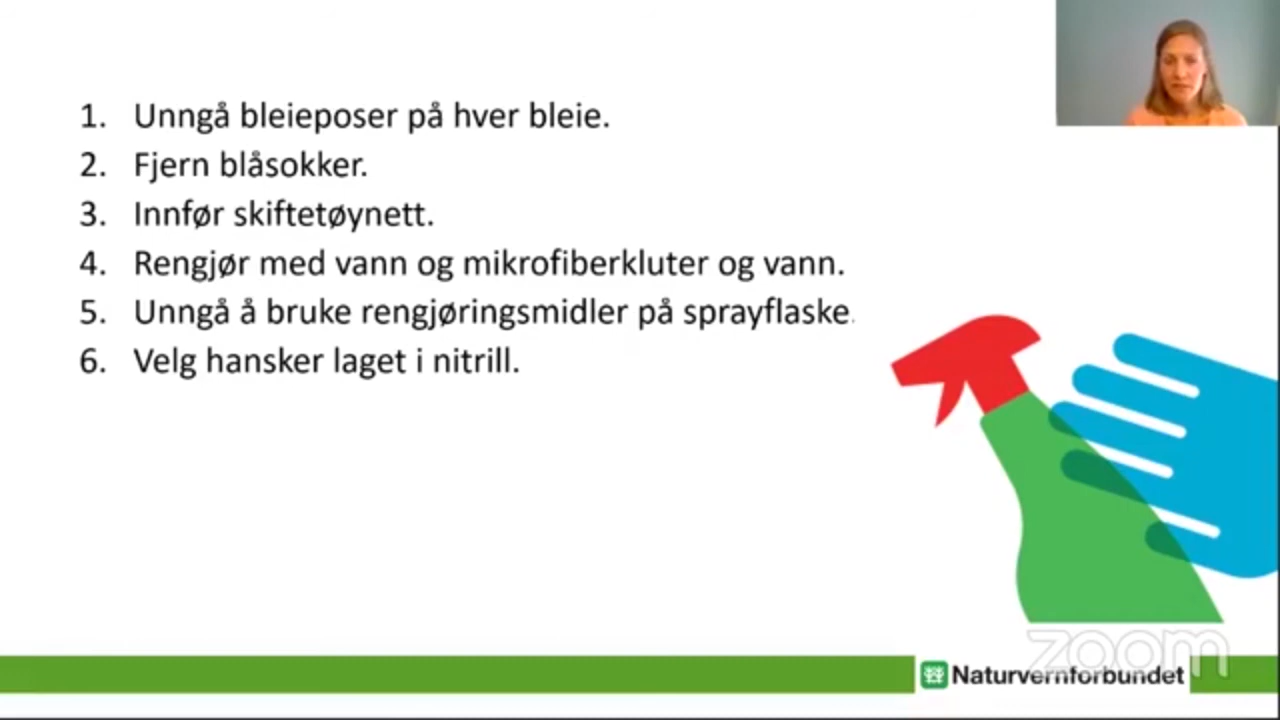 1. Unngå bleieposer på hver bleie.
2. Fjern blåsokker.
3. Innfør skiftetøynett.
4. Rengjør med vann og mikrofiberkluter og vann.
5. Unngå å bruke rengjøringsmidler på sprayflaske.
6. Velg hansker laget i nitrill.
zoom
Naturvernforbundet